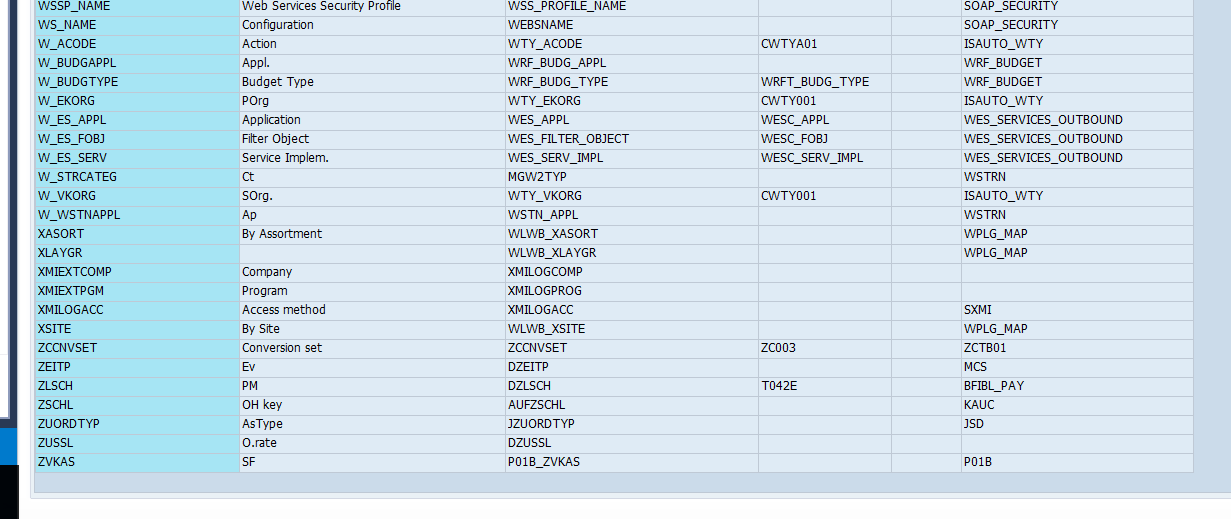 WSSP_NAME Web Services Security Profile WSS_PROFILE_NAME SOAP_SECURITY
WS_NAME Configuration WEBSNAME SOAP_SECURITY
W_ACODE Action WTY_ACODE CWTYA01 ISAUTO_WTY
W_BUDGAPPL Appl. WRF_BUDG_APPL WRF_BUDGET
W_BUDGTYPE Budget Type WRF_BUDG_TYPE WRFT_BUDG_TYPE WRF_BUDGET
W_EKORG POrg WTY_EKORG CWTY001 ISAUTO_WTY
W_ES_APPL Application WES_APPL WESC_APPL WES_SERVICES_OUTBOUND
W_ES_FOBJ Filter Object WES_FILTER_OBJECT WESC_FOBJ WES_SERVICES_OUTBOUND
W_ES_SERV Service Implem. WES_SERV_IMPL WESC_SERV_IMPL WES_SERVICES_OUTBOUND
W_STRCATEG Ct MGW2TYP WSTRN
W_VKORG SOrg. WTY_VKORG CWTY001 ISAUTO_WTY
W_WSTNAPPL Ap WSTN_APPL WSTRN
XASORT By Assortment WLWB_XASORT WPLG_MAP
XLAYGR WLWB_XLAYGR WPLG_MAP
XMIEXTCOMP Company XMILOGCOMP
XMIEXTPGM Program XMILOGPROG
XMILOGACC Access method XMILOGACC SXMI
XSITE By Site WLWB_XSITE WPLG_MAP
ZCCNVSET Conversion set ZCCNVSET ZC003 ZCTB01
ZEITP Ev DZEITP MCS
ZLSCH PM DZLSCH T042E BFIBL_PAY
ZSCHL OH key AUFZSCHL KAUC
ZUORDTYP AsType JZUORDTYP JSD
ZUSSL O.rate DZUSSL
ZVKAS SF P01B_ZVKAS P01B